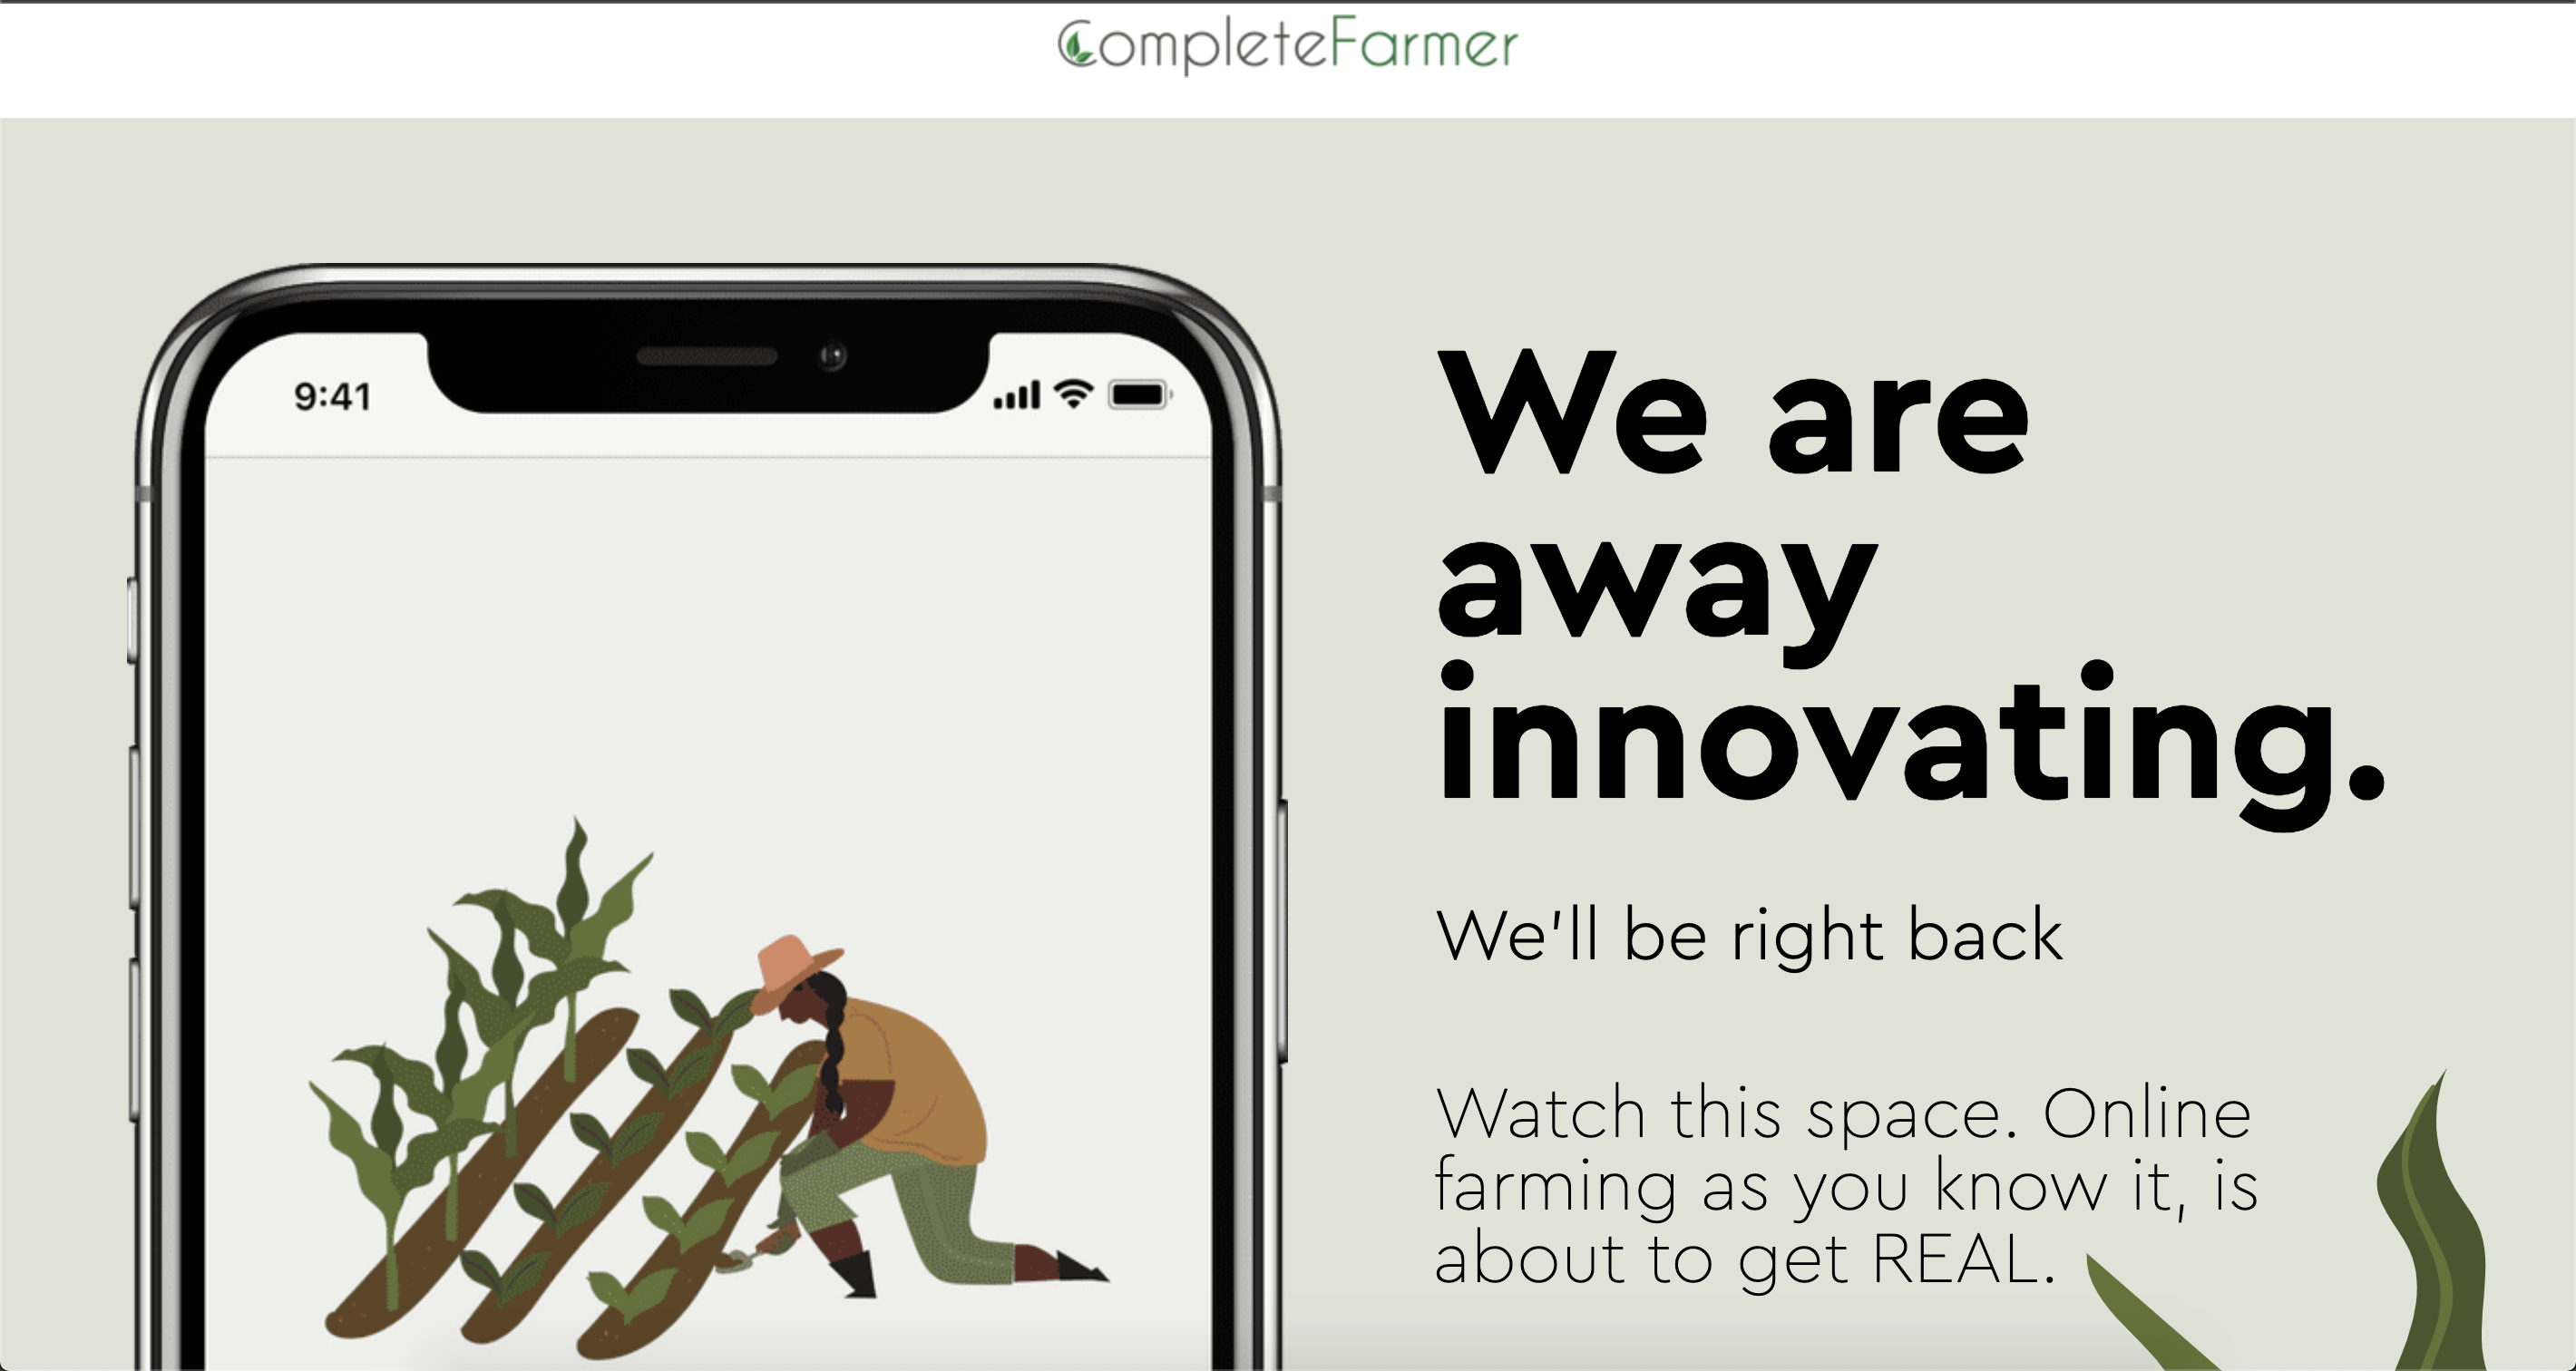 CompleteFarmer
9:41
We are
away
innovating.
We'll be right back
Watch this space. Online
farming as you know it, is
about to get REAL.